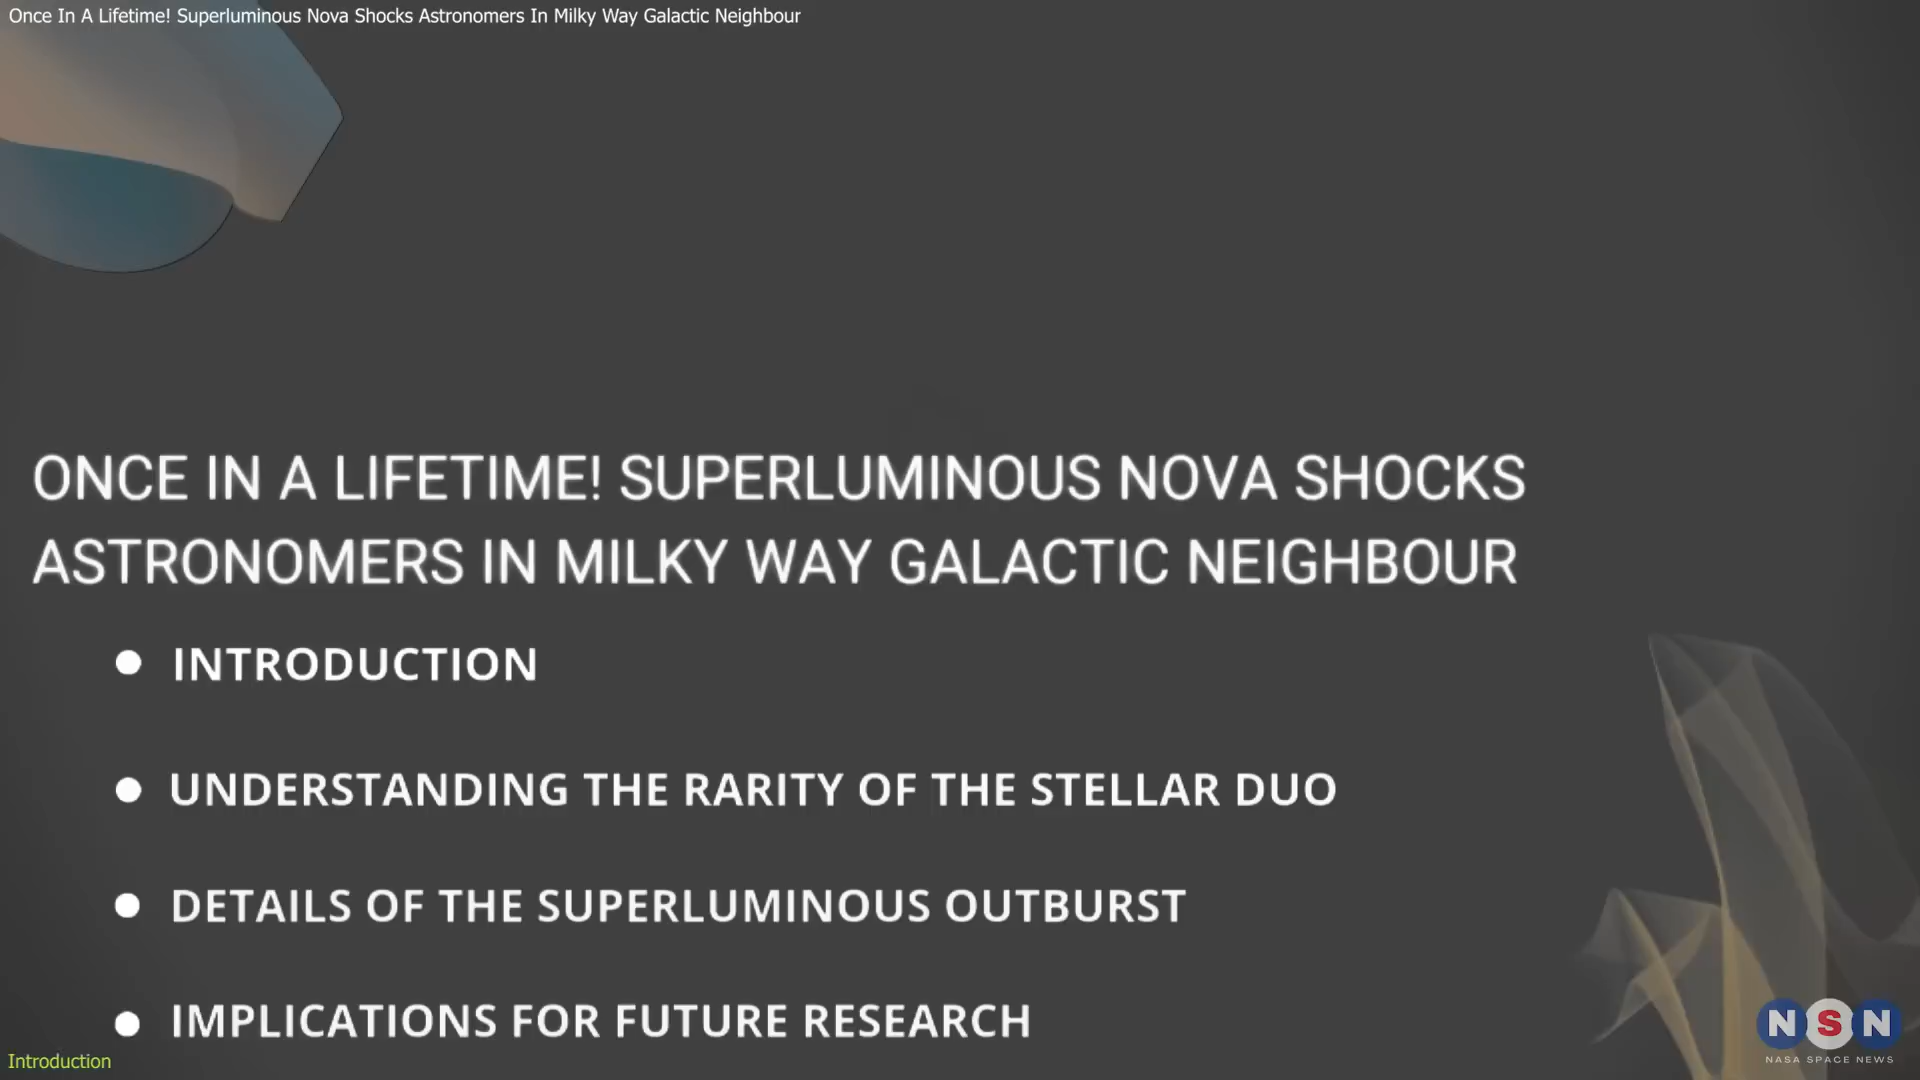 Once In A Lifetime! Superluminous Nova Shocks Astronomers In Milky Way Galactic Neighbour
ONCE IN A LIFETIME! SUPERLUMINOUS NOVA SHOCKS
ASTRONOMERS IN MILKY WAY GALACTIC NEIGHBOUR
● INTRODUCTION
● UNDERSTANDING THE RARITY OF THE STELLAR DUO
● DETAILS OF THE SUPERLUMINOUS OUTBURST
● IMPLICATIONS FOR FUTURE RESEARCH
Introduction
NSN
NASA SPACE NEWS